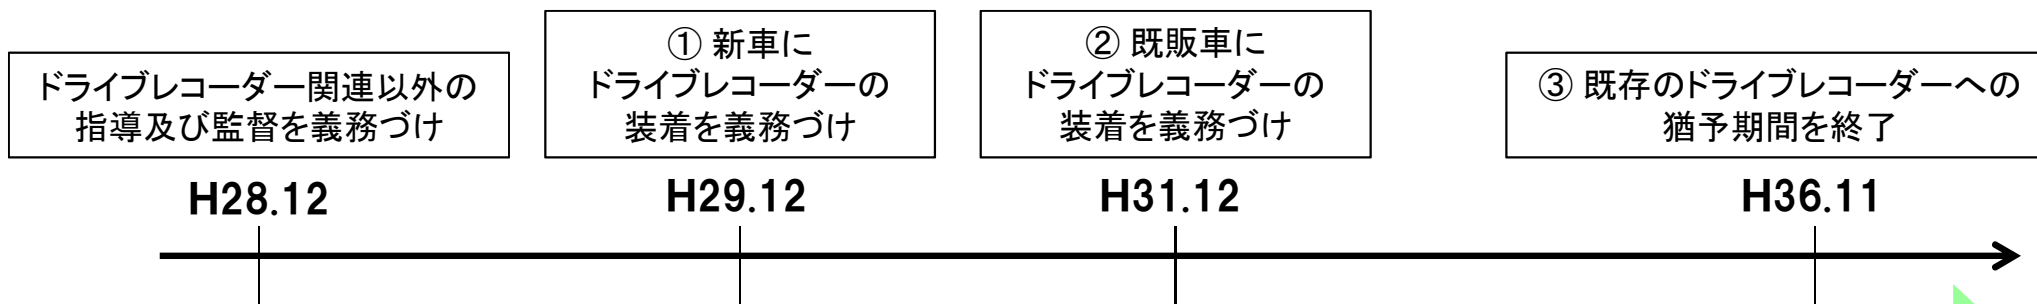 ドライブレコーダー関連以外の
指導及び監督を義務づけ
① 新車に
ドライブレコーダーの
装着を義務づけ
② 既販車に
ドライブレコーダーの
装着を義務づけ
③ 既存のドライブレコーダーへの
猶予期間を終了
H28.12
H29.12
H31.12
H36.11